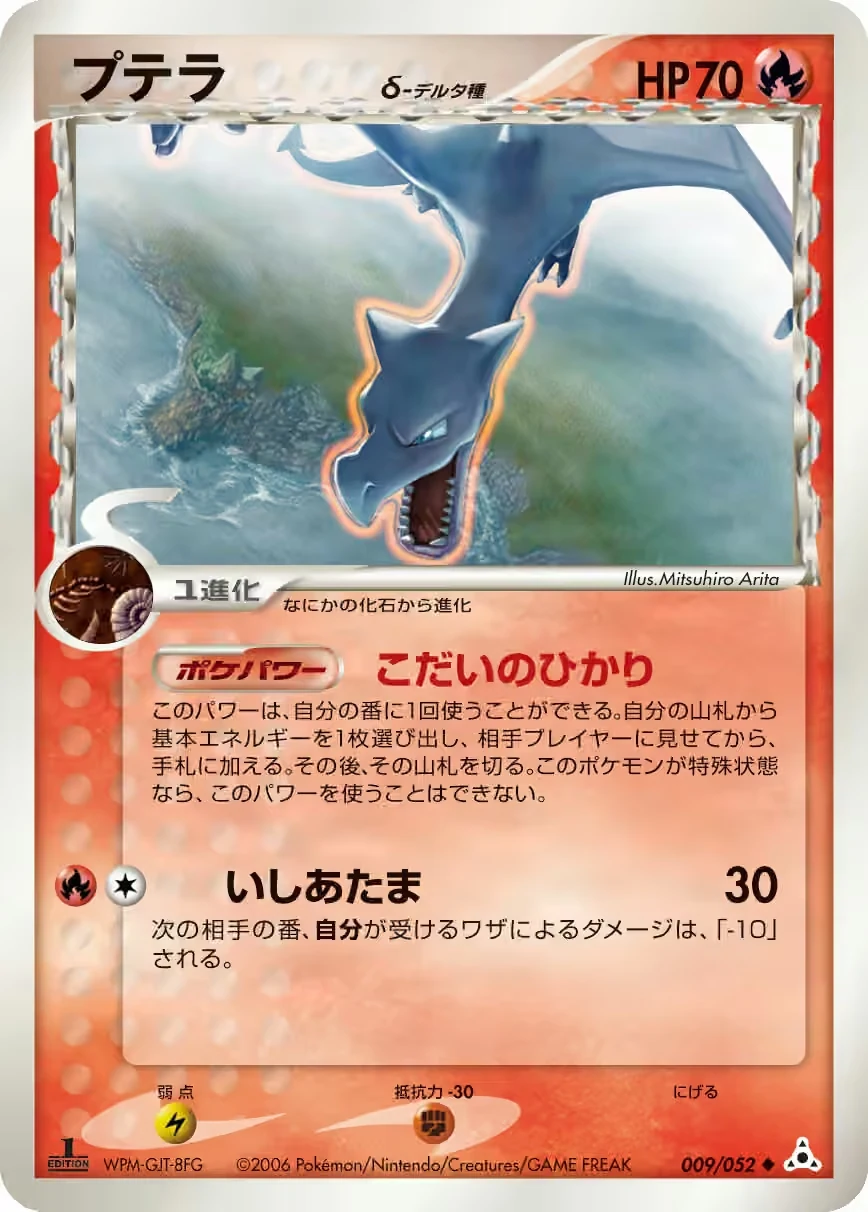 プテラ
δ-デルタ種
HP70
Illus.Mitsuhiro Arita
1進化
なにかの化石から進化
ポケパワー こだいのひかり
このパワーは、自分の番に1回使うことができる。自分の山札から
基本エネルギーを1枚選び出し、相手プレイヤーに見せてから、
手札に加える。その後、その山札を切る。このポケモンが特殊状態
なら、このパワーを使うことはできない。
いしあたま 30
次の相手の番、自分が受けるワザによるダメージは、「-10」
される。
弱点
抵抗力 -30
にげる
1
EDITION
WPM-GJT-8FG
©2006 Pokémon/Nintendo/Creatures/GAME FREAK
009/052